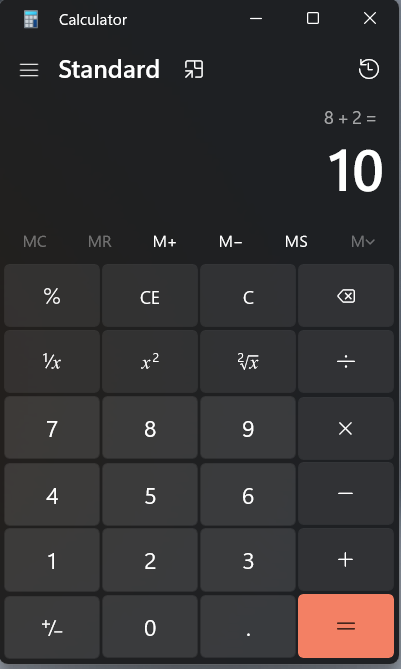 Calculator
Standard
8 + 2 =
10
MC MR M+ M− MS M˅
% CE C
¹/x x² ²√x ÷
7 8 9 ×
4 5 6 −
1 2 3 +
+/− 0 . =